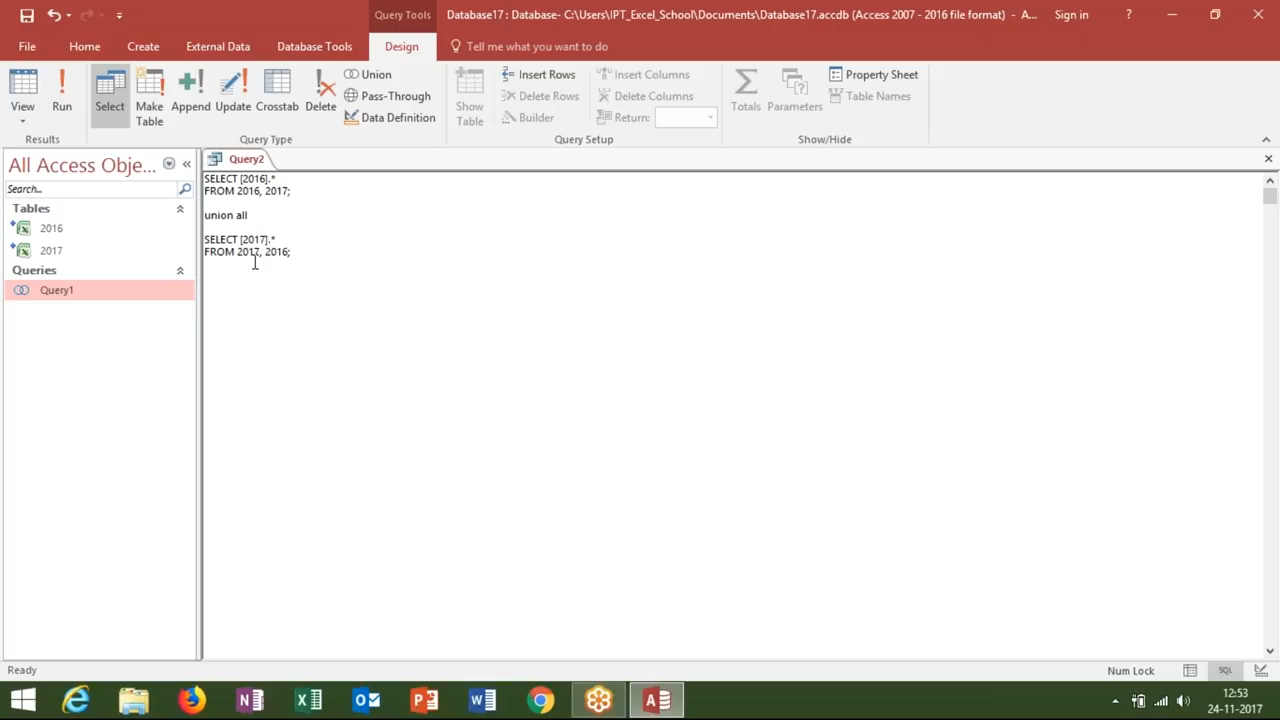 Query Tools
Database17 : Database- C:\Users\IPT_Excel_School\Documents\Database17.accdb (Access 2007 - 2016 file format) - A...
Sign in
?
File
Home
Create
External Data
Database Tools
Design
Tell me what you want to do
View
Run
Select
Make Table
Append
Update
Crosstab
Delete
Union
Pass-Through
Data Definition
Show Table
Insert Rows
Delete Rows
Builder
Insert Columns
Delete Columns
Return:
Totals
Parameters
Property Sheet
Table Names
Results
Query Type
Query Setup
Show/Hide
All Access Obje...
Search...
Tables
2016
2017
Queries
Query1
Query2
SELECT [2016].*
FROM 2016, 2017;
union all
SELECT [2017].*
FROM 2017, 2016;
Ready
Num Lock
SQL
12:53
24-11-2017